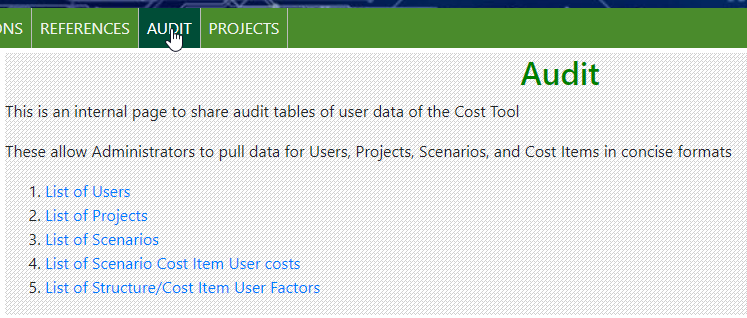 ONS REFERENCES AUDIT PROJECTS
Audit
This is an internal page to share audit tables of user data of the Cost Tool
These allow Administrators to pull data for Users, Projects, Scenarios, and Cost Items in concise formats
1. List of Users
2. List of Projects
3. List of Scenarios
4. List of Scenario Cost Item User costs
5. List of Structure/Cost Item User Factors